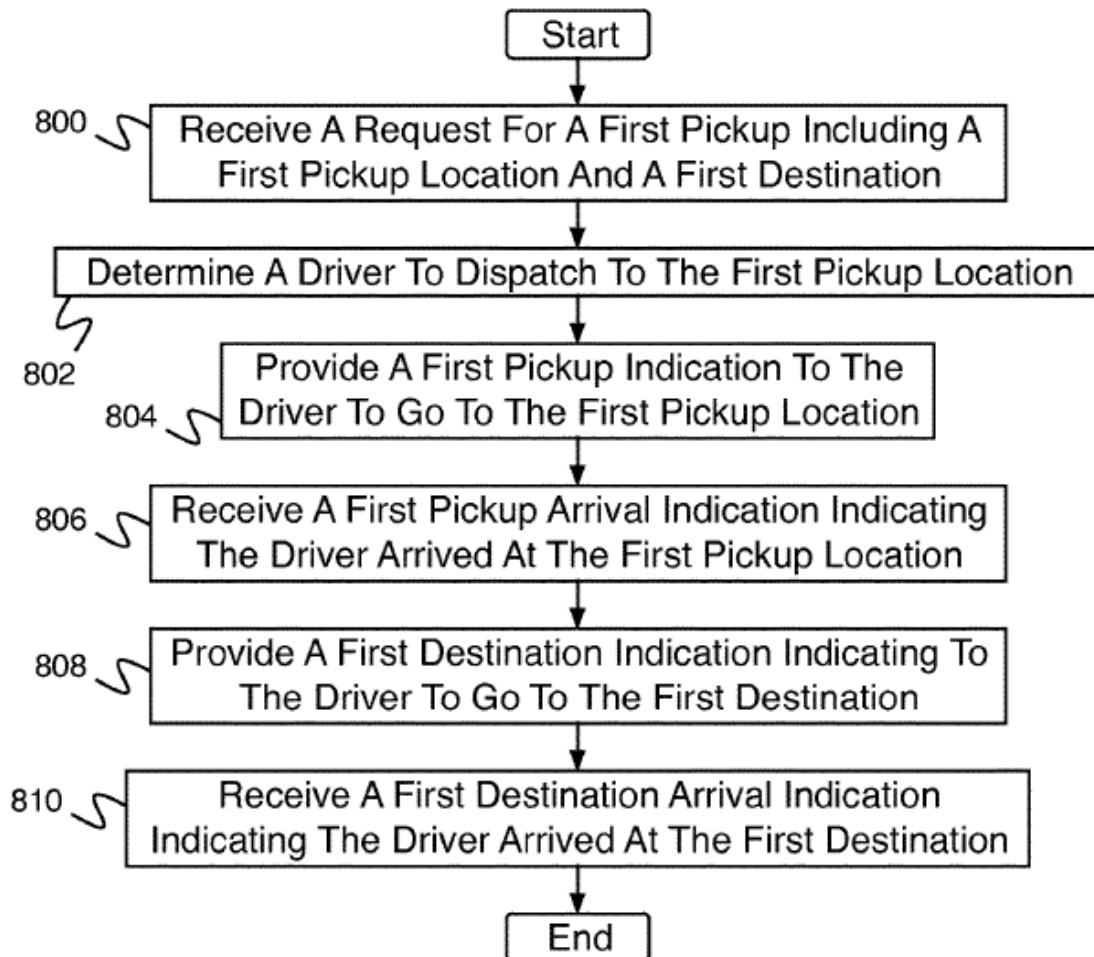 Start
800
Receive A Request For A First Pickup Including A
First Pickup Location And A First Destination
Determine A Driver To Dispatch To The First Pickup Location
802
Provide A First Pickup Indication To The
Driver To Go To The First Pickup Location
804
806
Receive A First Pickup Arrival Indication Indicating
The Driver Arrived At The First Pickup Location
808
Provide A First Destination Indication Indicating To
The Driver To Go To The First Destination
810
Receive A First Destination Arrival Indication
Indicating The Driver Arrived At The First Destination
End